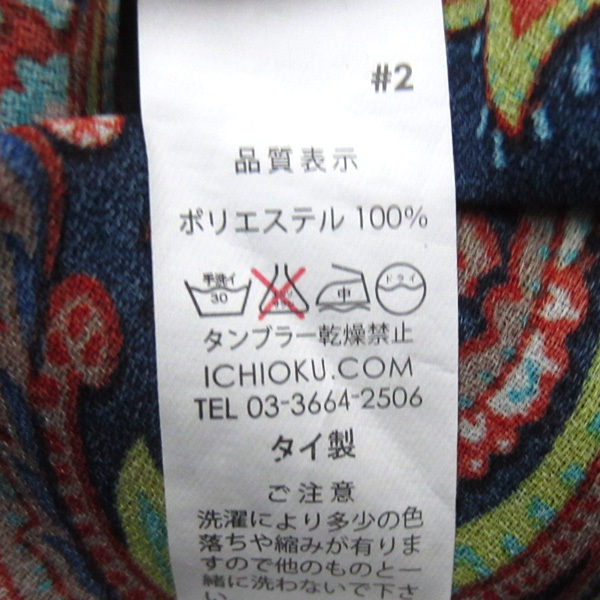 #2
品質表示
ポリエステル 100%
手洗イ 30 中 ドライ
タンブラー乾燥禁止
ICHIOKU.COM
TEL 03-3664-2506
タイ製
ご注意
洗濯により多少の色
落ちや縮みが有りま
すので他のものと一
緒に洗わないで下さ
い